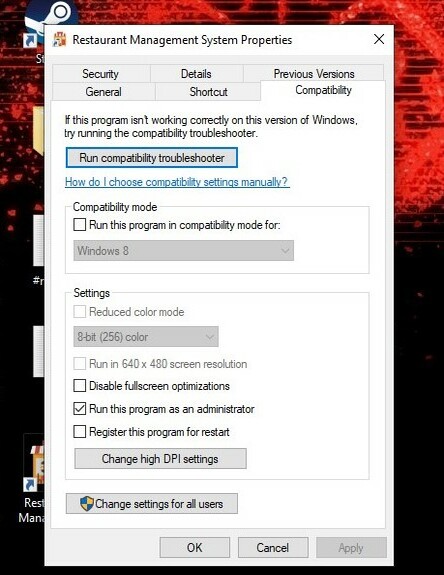 St
Restaurant Management System Properties
Security Details Previous Versions
General Shortcut Compatibility
If this program isn't working correctly on this version of Windows,
try running the compatibility troubleshooter.
Run compatibility troubleshooter
How do I choose compatibility settings manually?
Compatibility mode
Run this program in compatibility mode for:
Windows 8
#r
Settings
Reduced color mode
8-bit (256) color
Run in 640 x 480 screen resolution
Disable fullscreen optimizations
Run this program as an administrator
Register this program for restart
Change high DPI settings
Rest
Mana
Change settings for all users
OK Cancel Apply